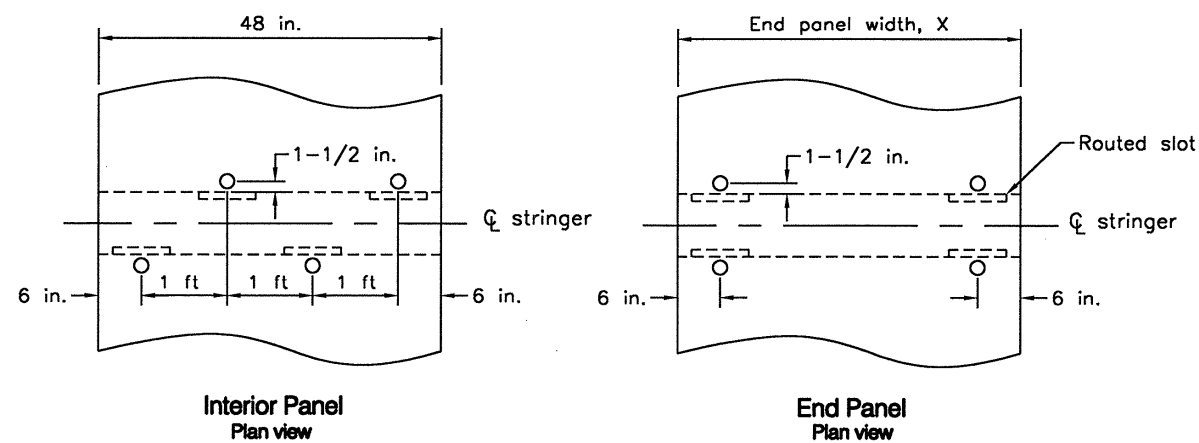 48 in.
1-1/2 in.
℄ stringer
1 ft
1 ft
1 ft
6 in.
6 in.
Interior Panel
Plan view
End panel width, X
1-1/2 in.
Routed slot
℄ stringer
6 in.
6 in.
End Panel
Plan view